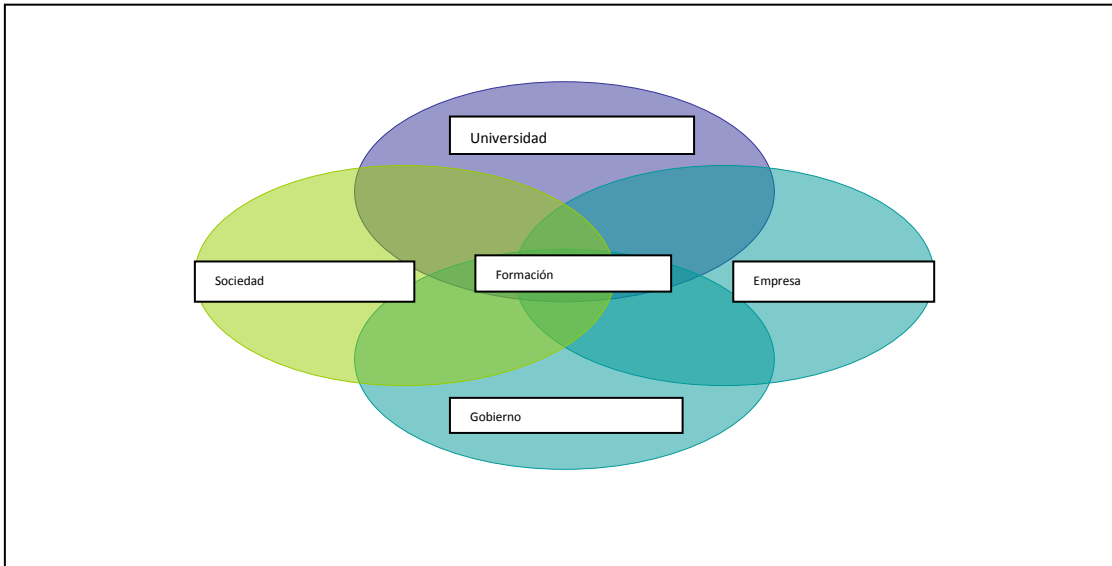 Universidad
Sociedad
Formación
Empresa
Gobierno